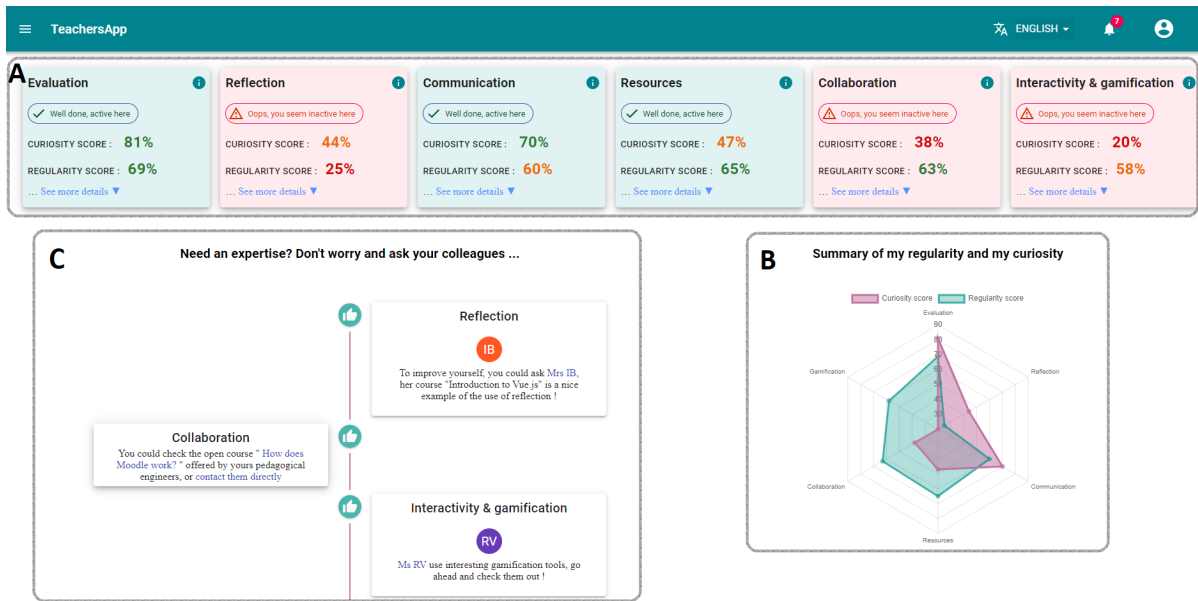 TeachersApp
ENGLISH
7
A
Evaluation
Well done, active here
CURIOSITY SCORE : 81%
REGULARITY SCORE : 69%
... See more details ▼
Reflection
Oops, you seem inactive here
CURIOSITY SCORE : 44%
REGULARITY SCORE : 25%
... See more details ▼
Communication
Well done, active here
CURIOSITY SCORE : 70%
REGULARITY SCORE : 60%
... See more details ▼
Resources
Well done, active here
CURIOSITY SCORE : 47%
REGULARITY SCORE : 65%
... See more details ▼
Collaboration
Oops, you seem inactive here
CURIOSITY SCORE : 38%
REGULARITY SCORE : 63%
... See more details ▼
Interactivity & gamification
Oops, you seem inactive here
CURIOSITY SCORE : 20%
REGULARITY SCORE : 58%
... See more details ▼
C
Need an expertise? Don't worry and ask your colleagues ...
Reflection
IB
To improve yourself, you could ask Mrs IB,
her course "Introduction to Vue.js" is a nice
example of the use of reflection !
Collaboration
You could check the open course " How does
Moodle work? " offered by yours pedagogical
engineers, or contact them directly
Interactivity & gamification
RV
Ms RV use interesting gamification tools, go
ahead and check them out !
B
Summary of my regularity and my curiosity
Curiosity score
Regularity score
Evaluation
90
80
70
60
50
40
30
Gamification
Reflection
Collaboration
Communication
Resources